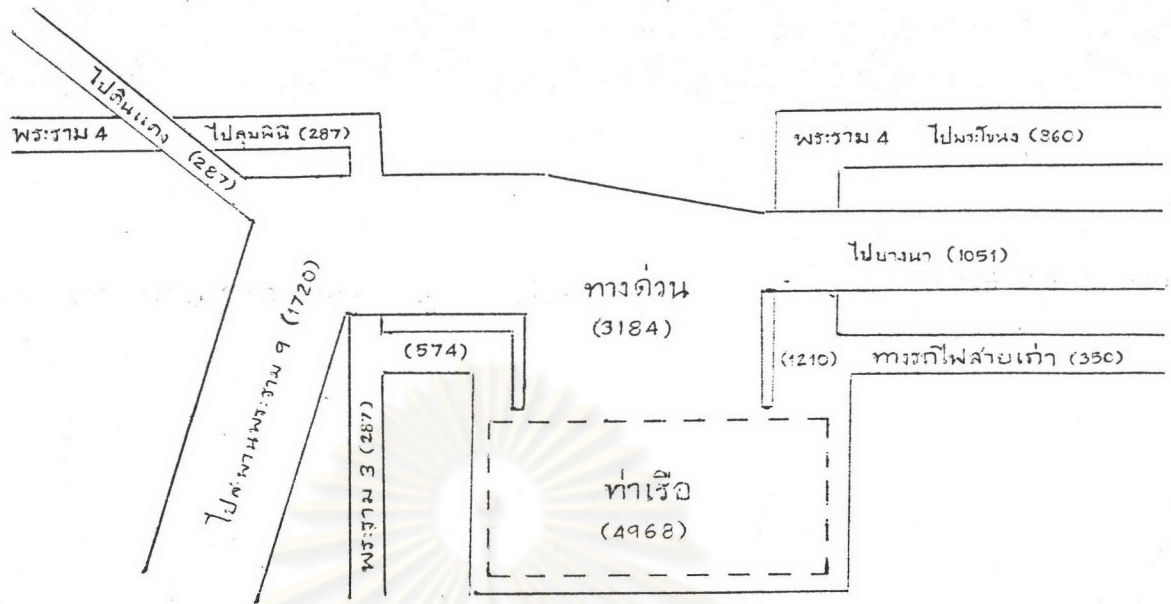 ไปดินแดง (287)
พระราม 4 ไปลุมพินี (287)
พระราม 4 ไปพระโขนง (360)
ไปบางนา (1051)
ทางด่วน
(3184)
ไปสะพานพระราม 9 (1720)
(574)
(1210) ทางรถไฟสายเก่า (350)
พระราม 3 (287)
ท่าเรือ
(4968)